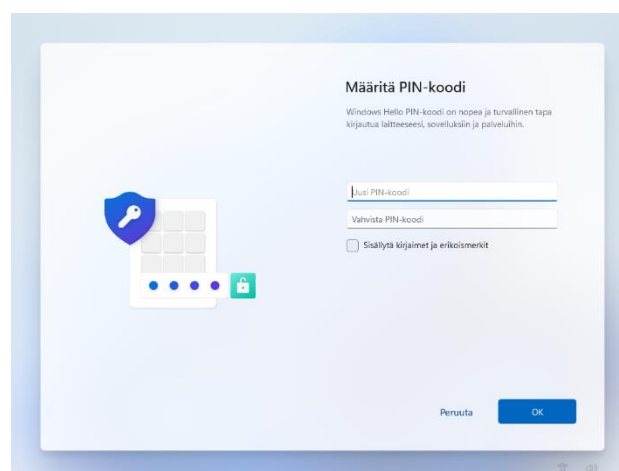 Määritä PIN-koodi
Windows Hello PIN-koodi on nopea ja turvallinen tapa
kirjautua laitteeseesi, sovelluksiin ja palveluihin.
Uusi PIN-koodi
Vahvista PIN-koodi
Sisällytä kirjaimet ja erikoismerkit
Peruuta
OK